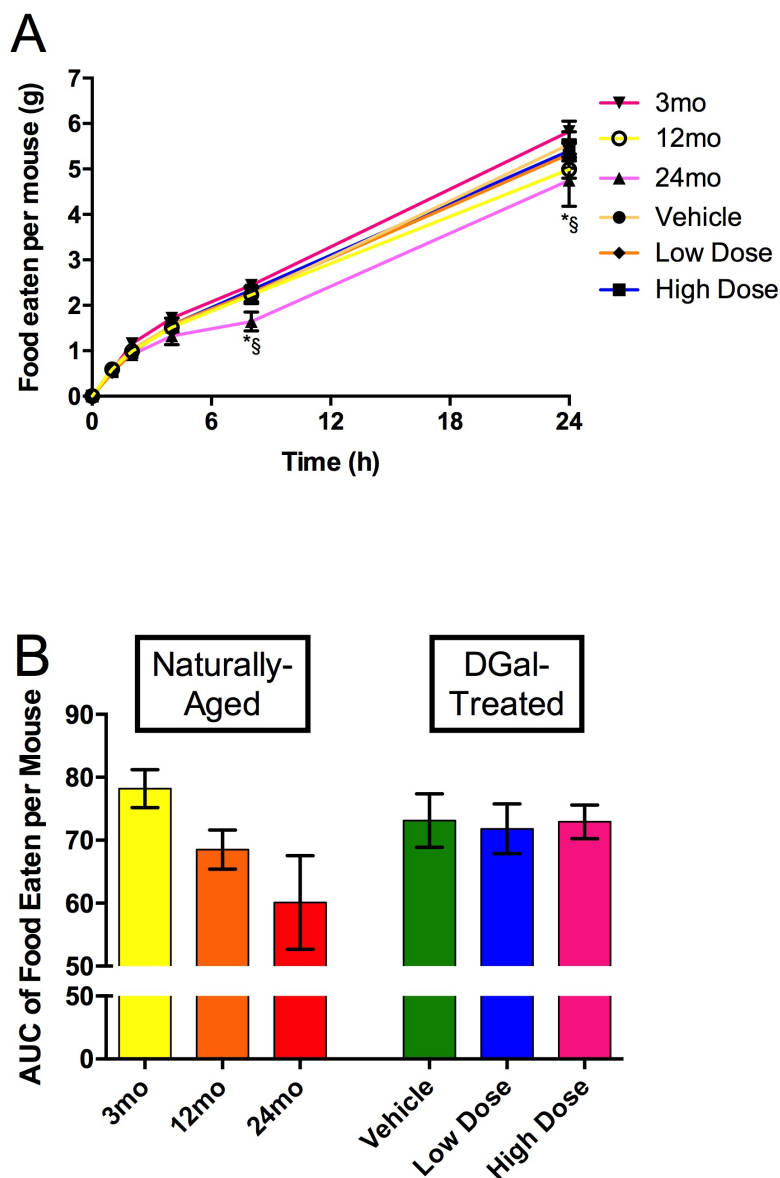 A
Food eaten per mouse (g)
7
6
5
4
3
2
1
0
0 6 12 18 24
Time (h)
*§
*§
3mo
12mo
24mo
Vehicle
Low Dose
High Dose
B
Naturally-
Aged
DGal-
Treated
AUC of Food Eaten per Mouse
90
80
70
60
50
50
0
3mo
12mo
24mo
Vehicle
Low Dose
High Dose